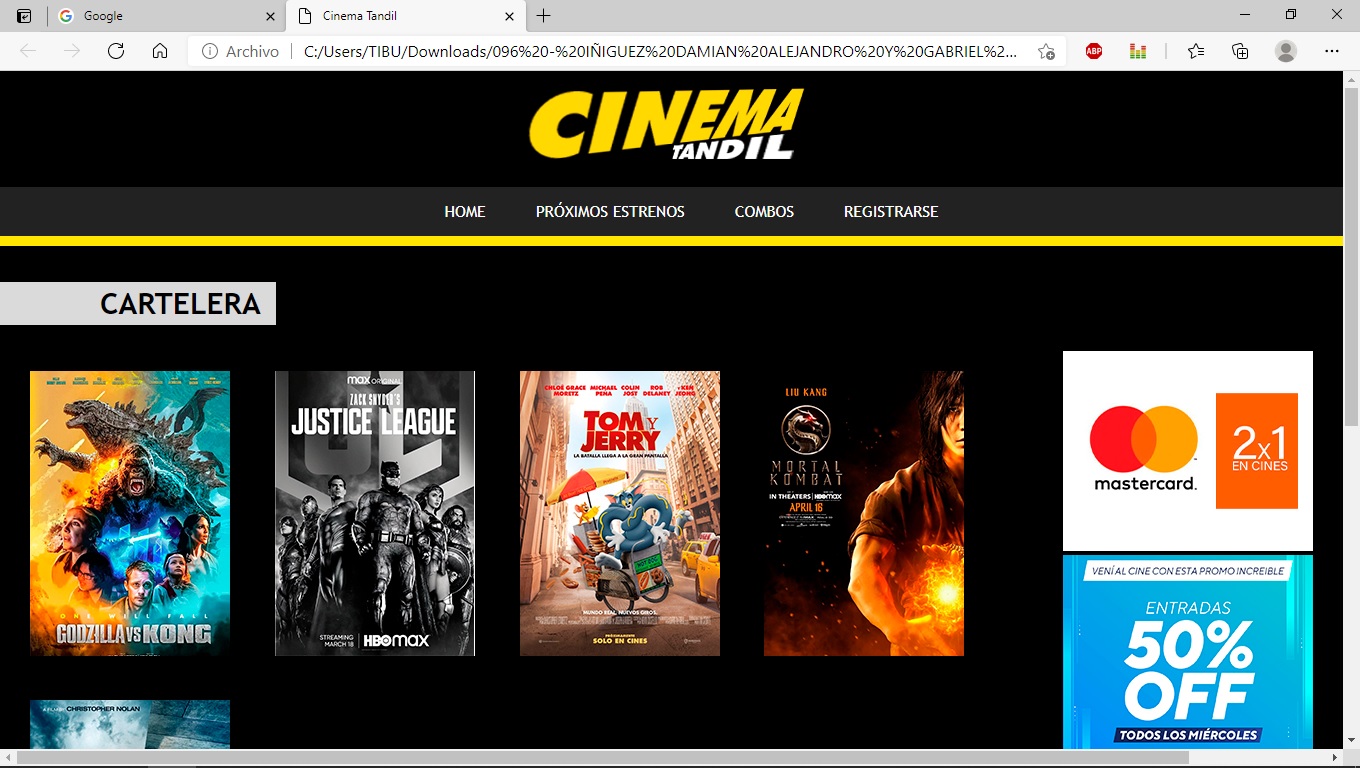 Google
Cinema Tandil
Archivo
C:/Users/TIBU/Downloads/096%20-%20IÑIGUEZ%20DAMIAN%20ALEJANDRO%20Y%20GABRIEL%2...
ABP
CINEMA
TANDIL
HOME
PRÓXIMOS ESTRENOS
COMBOS
REGISTRARSE
CARTELERA
ONE WILL FALL
GODZILLA VS KONG
max ORIGINAL
ZACK SNYDER'S
JUSTICE LEAGUE
STREAMING
MARCH 18
HBOmax
CHLOË GRACE MORETZ
MICHAEL PEÑA
COLIN JOST
ROB DELANEY
Y KEN JEONG
TOM Y
JERRY
LA BATALLA LLEGA A LA GRAN PANTALLA
MUNDO REAL. NUEVOS GIROS.
PRÓXIMAMENTE
SOLO EN CINES
LIU KANG
MORTAL
KOMBAT
IN THEATERS | HBOmax
APRIL 16
A FILM BY CHRISTOPHER NOLAN
mastercard.
2x1
EN CINES
VENÍ AL CINE CON ESTA PROMO INCREIBLE
ENTRADAS
50%
OFF
TODOS LOS MIÉRCOLES